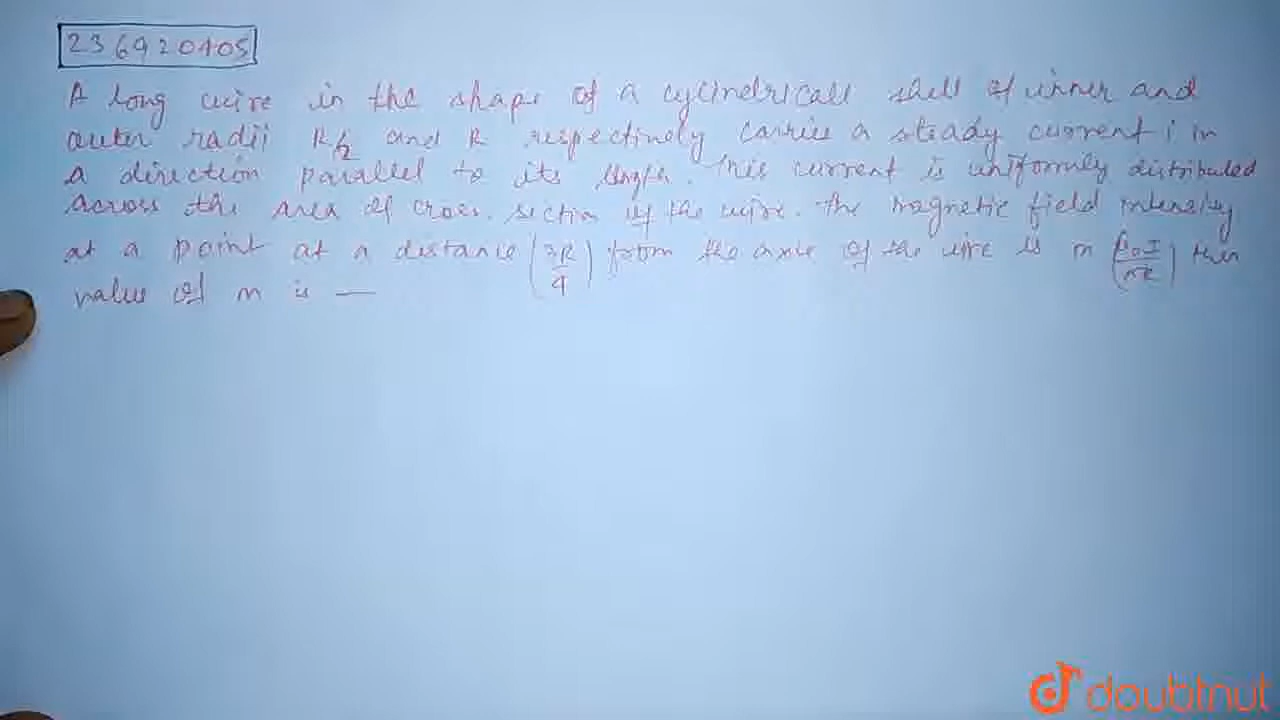 236920405
A long wire in the shape of a cylindricall shell of inner and
outer radii R/2 and R respectively carries a steady current i in
a direction parallel to its length. This current is uniformly distributed
across the area of cross. section of the wire. The magnetic field intensity
at a point at a distance (3R/4) from the axis of the wire is m (μ0I/πR) then
value of m is —
doubtnut